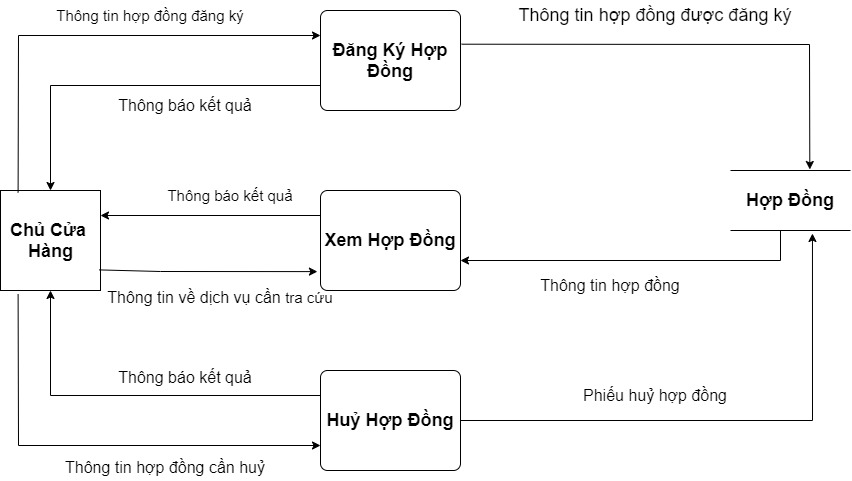 Thông tin hợp đồng đăng ký
Thông tin hợp đồng được đăng ký
Đăng Ký Hợp
Đồng
Thông báo kết quả
Thông báo kết quả
Hợp Đồng
Chủ Cửa
Hàng
Xem Hợp Đồng
Thông tin hợp đồng
Thông tin về dịch vụ cần tra cứu
Thông báo kết quả
Phiếu huỷ hợp đồng
Huỷ Hợp Đồng
Thông tin hợp đồng cần huỷ